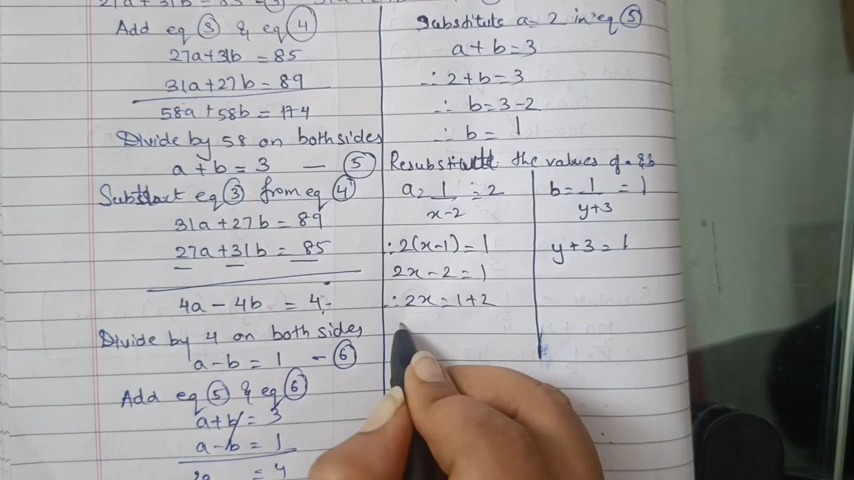 Add eq ③ & eq ④
27a+31b = 85
31a+27b = 89
58a+58b = 174
Divide by 58 on both sides
a+b = 3 — ⑤
Substract eq ③ from eq ④
31a+27b = 89
27a+31b = 85
4a-4b = 4
Divide by 4 on both sides
a-b = 1 - ⑥
Add eq ⑤ & eq ⑥
a+b = 3
a-b = 1
2a = 4
Substitute a=2 in eq ⑤
a+b=3
∴ 2+b=3
∴ b=3-2
∴ b= 1
Resubstitute the values of a & b
a= 1/x-2 = 2
∴ 2(x-1) = 1
2x-2 = 1
∴ 2x = 1+2
b= 1/y+3 = 1
y+3 = 1